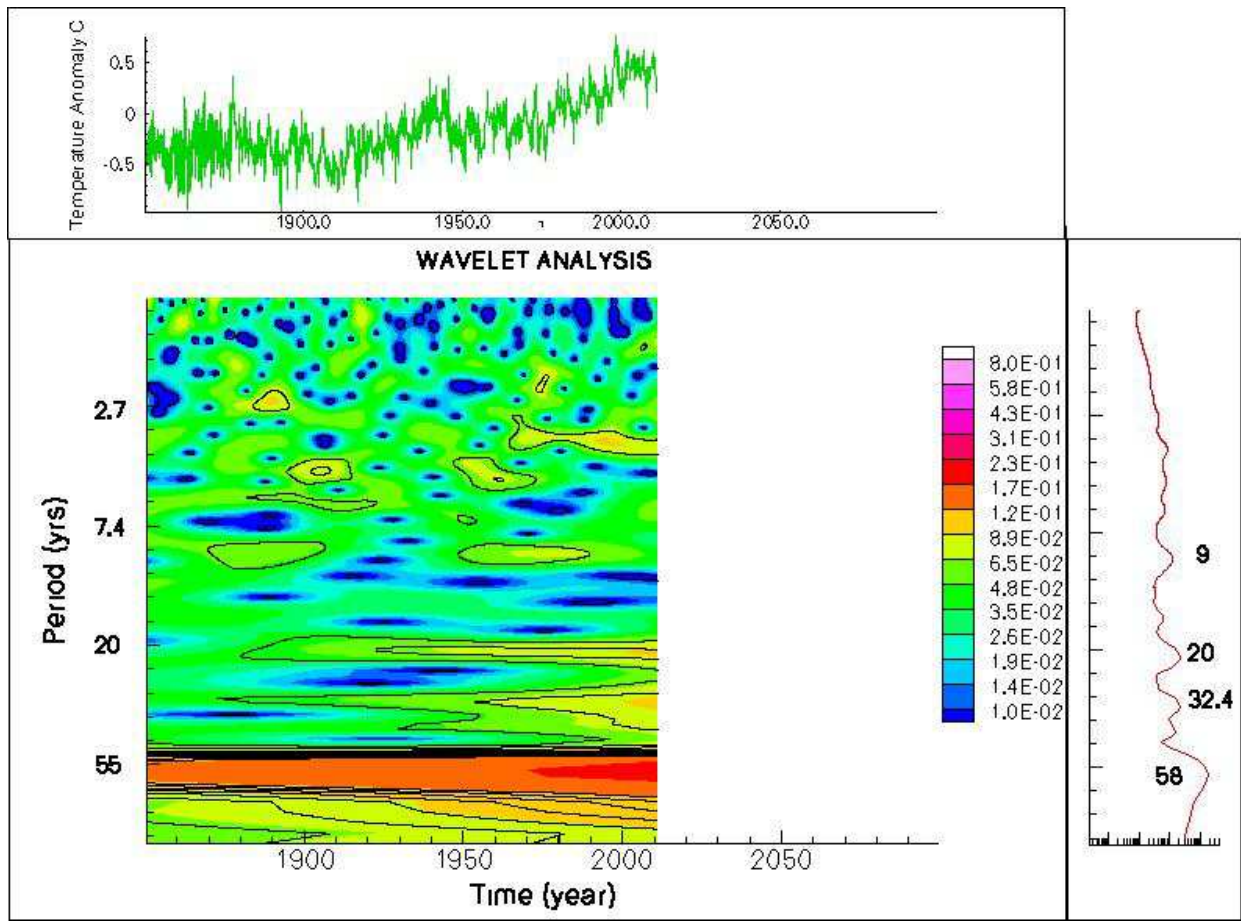 Temperature Anomaly C
0.5
0
-0.5
1900.0 1950.0 2000.0 2050.0
WAVELET ANALYSIS
Period (yrs)
2.7
7.4
20
55
1900 1950 2000 2050
Time (year)
8.0E-01
5.8E-01
4.3E-01
3.1E-01
2.3E-01
1.7E-01
1.2E-01
8.9E-02
6.5E-02
4.8E-02
3.5E-02
2.6E-02
1.9E-02
1.4E-02
1.0E-02
9
20
32.4
58